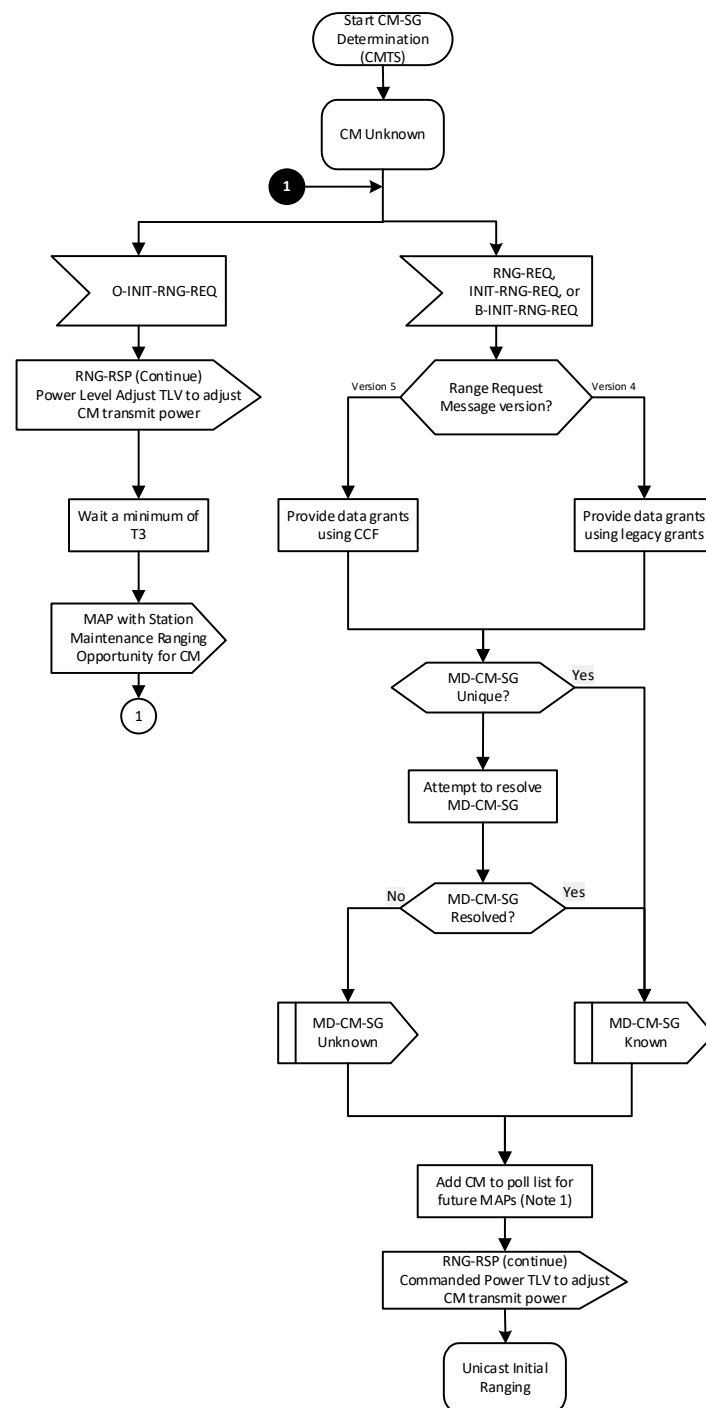 Start CM-SG
Determination
(CMTS)
CM Unknown
1
O-INIT-RNG-REQ
RNG-REQ,
INIT-RNG-REQ, or
B-INIT-RNG-REQ
RNG-RSP (Continue)
Power Level Adjust TLV to adjust
CM transmit power
Version 5
Range Request
Message version?
Version 4
Wait a minimum of
T3
Provide data grants
using CCF
Provide data grants
using legacy grants
MAP with Station
Maintenance Ranging
Opportunity for CM
1
MD-CM-SG
Unique?
Yes
Attempt to resolve
MD-CM-SG
No
MD-CM-SG
Resolved?
Yes
MD-CM-SG
Unknown
MD-CM-SG
Known
Add CM to poll list for
future MAPs (Note 1)
RNG-RSP (continue)
Commanded Power TLV to adjust
CM transmit power
Unicast Initial
Ranging